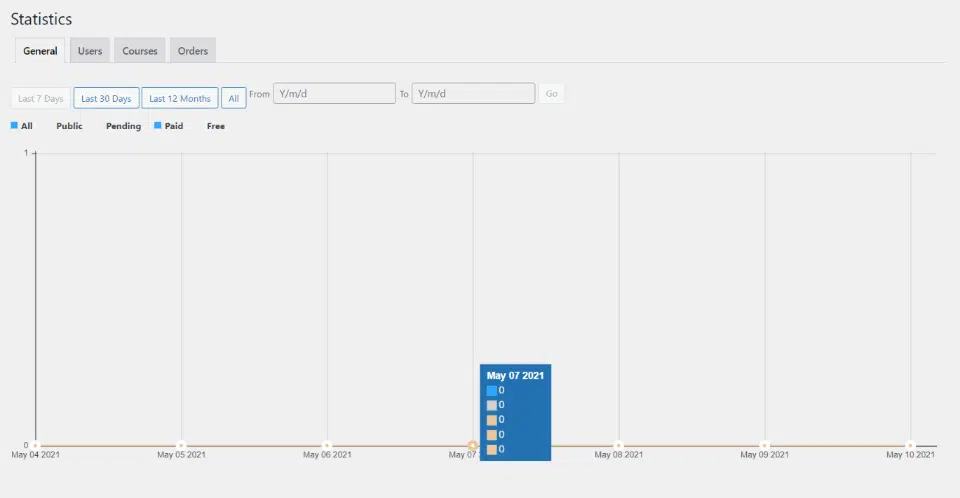 Statistics
General Users Courses Orders
Last 7 Days Last 30 Days Last 12 Months All From Y/m/d To Y/m/d Go
All Public Pending Paid Free
1
May 07 2021
0
0
0
0
0
0
May 04 2021 May 05 2021 May 06 2021 May 07 May 08 2021 May 09 2021 May 10 2021